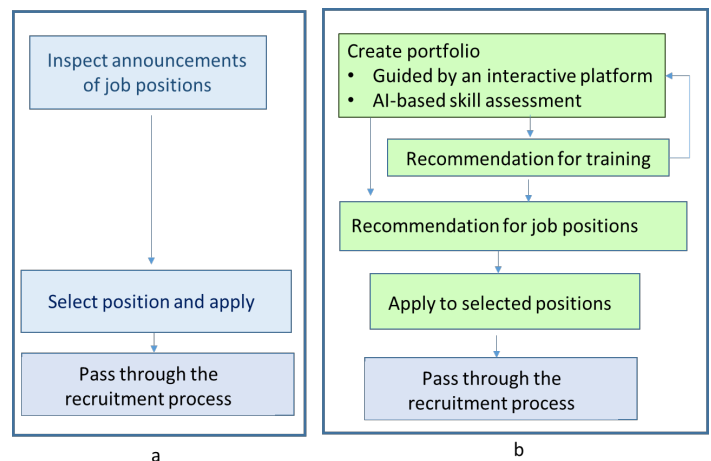 Inspect announcements
of job positions
Select position and apply
Pass through the
recruitment process
a
Create portfolio
• Guided by an interactive platform
• AI-based skill assessment
Recommendation for training
Recommendation for job positions
Apply to selected positions
Pass through the
recruitment process
b